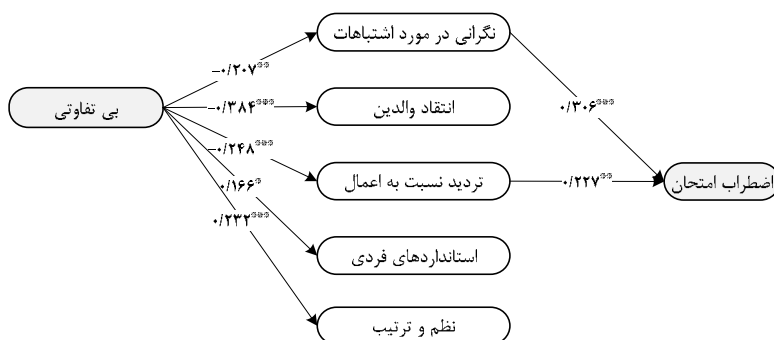 نگرانی در مورد اشتباهات
-۰/۲۰۷**
بی تفاوتی
-۰/۳۸۴***
انتقاد والدین
۰/۳۰۶***
-۰/۲۴۸***
تردید نسبت به اعمال
۰/۲۲۷**
اضطراب امتحان
۰/۱۶۶*
۰/۲۳۲***
استانداردهای فردی
نظم و ترتیب